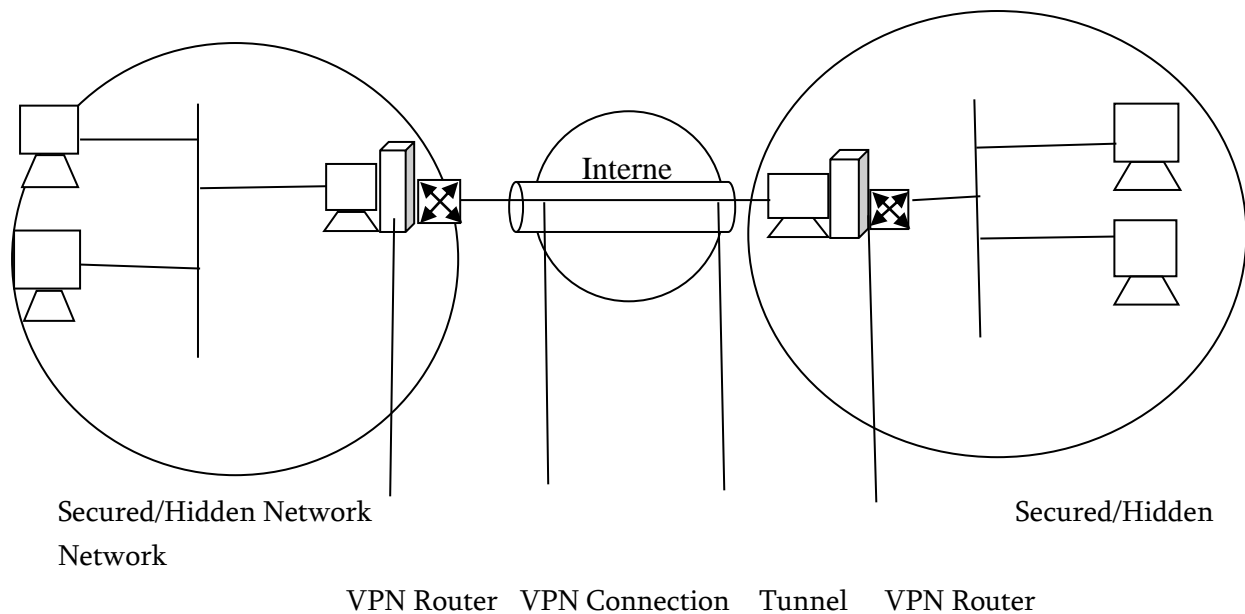 Interne
Secured/Hidden Network Secured/Hidden
Network
VPN Router VPN Connection Tunnel VPN Router